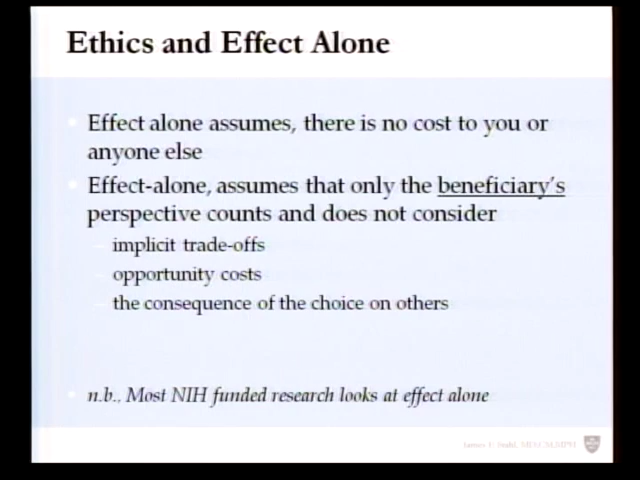 Ethics and Effect Alone
Effect alone assumes, there is no cost to you or
anyone else
Effect-alone, assumes that only the beneficiary's
perspective counts and does not consider
– implicit trade-offs
– opportunity costs
– the consequence of the choice on others
n.b., Most NIH funded research looks at effect alone